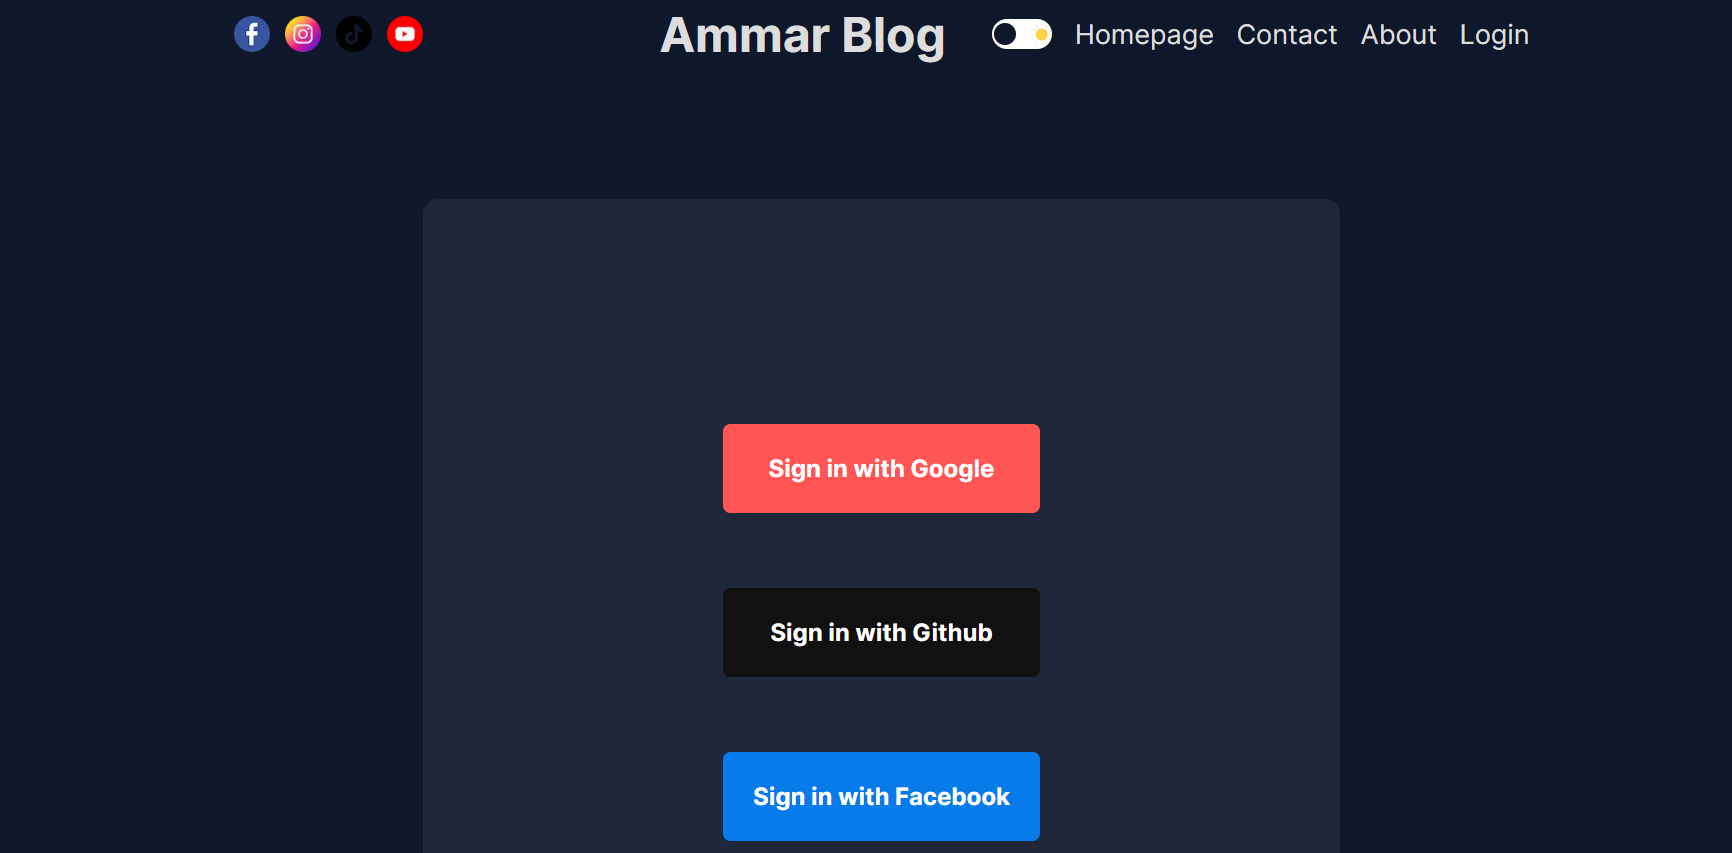 Ammar Blog
Homepage Contact About Login
Sign in with Google
Sign in with Github
Sign in with Facebook